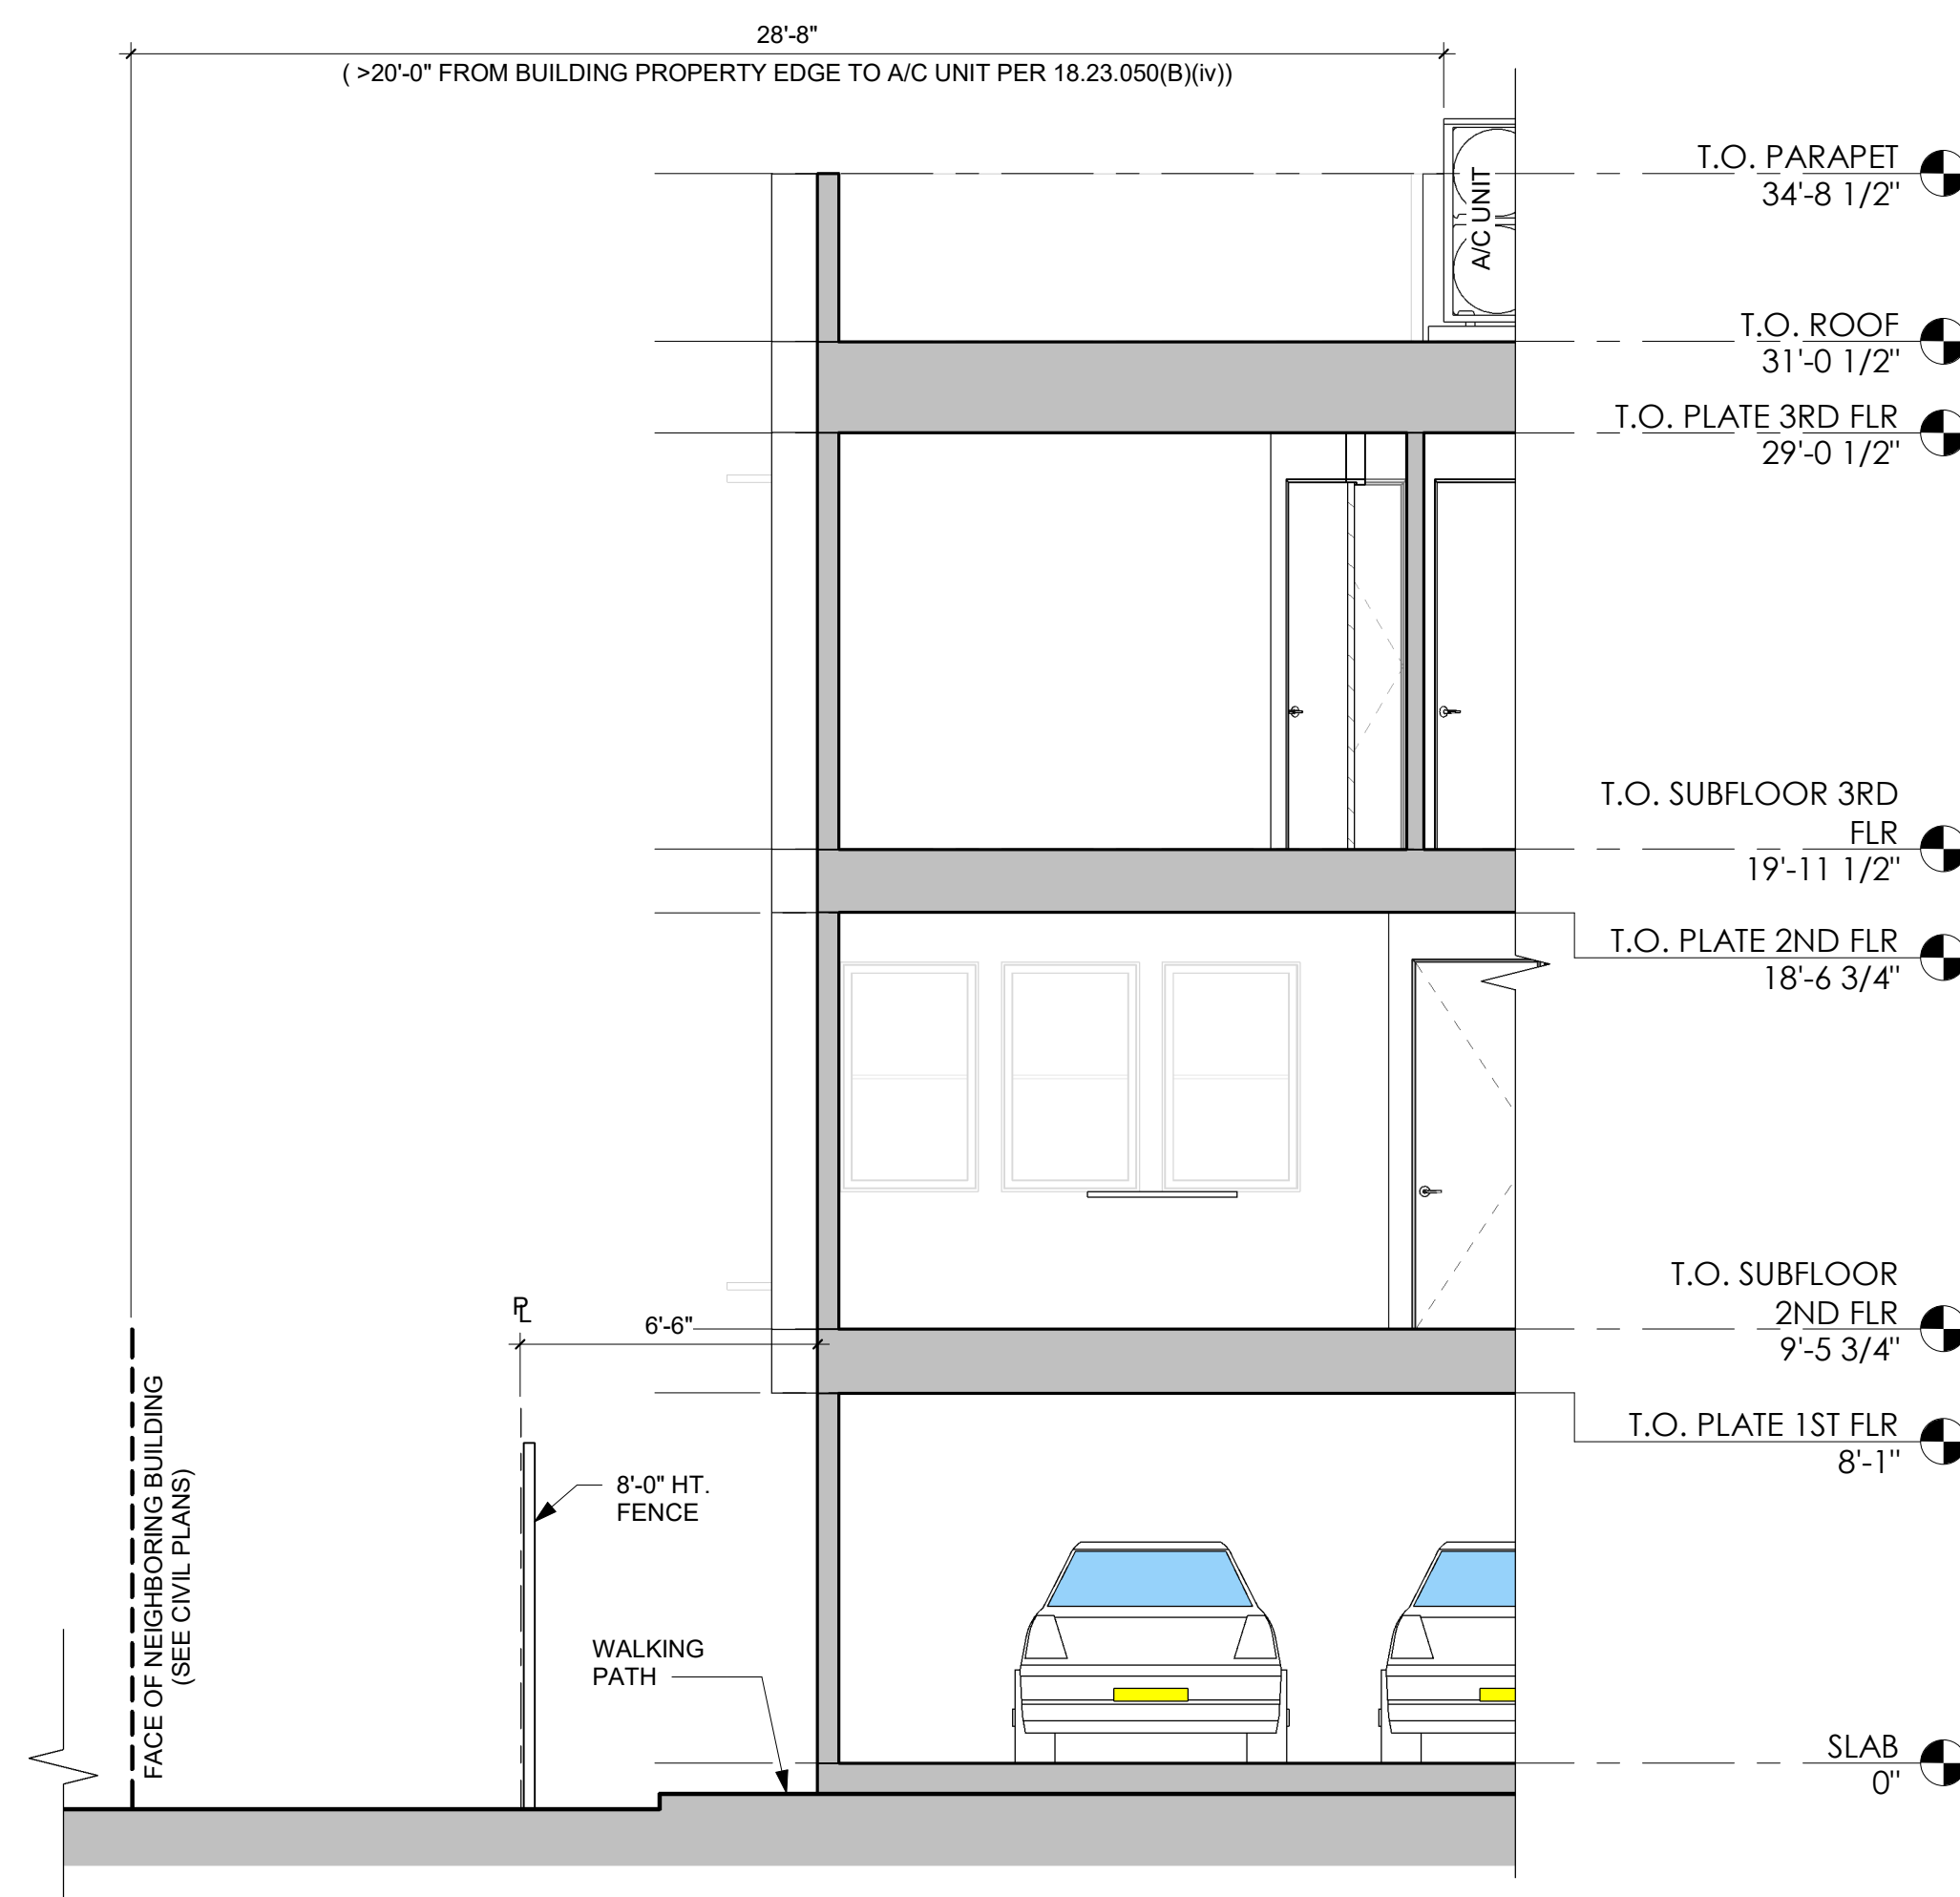 28'-8"
( >20'-0" FROM BUILDING PROPERTY EDGE TO A/C UNIT PER 18.23.050(B)(iv))
A/C UNIT
T.O. PARAPET
34'-8 1/2"
T.O. ROOF
31'-0 1/2"
T.O. PLATE 3RD FLR
29'-0 1/2"
T.O. SUBFLOOR 3RD
FLR
19'-11 1/2"
T.O. PLATE 2ND FLR
18'-6 3/4"
T.O. SUBFLOOR
2ND FLR
9'-5 3/4"
PL
6'-6"
T.O. PLATE 1ST FLR
8'-1"
FACE OF NEIGHBORING BUILDING
(SEE CIVIL PLANS)
8'-0" HT.
FENCE
WALKING
PATH
SLAB
0"